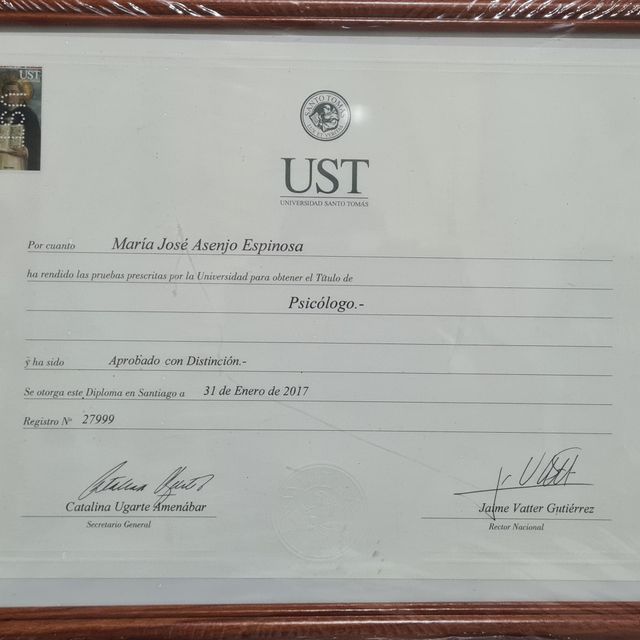 UST
SANTO TOMAS
UST
UNIVERSIDAD SANTO TOMÁS
Por cuanto María José Asenjo Espinosa
ha rendido las pruebas prescritas por la Universidad para obtener el Título de
Psicólogo.-
y ha sido Aprobado con Distinción.-
Se otorga este Diploma en Santiago a 31 de Enero de 2017
Registro Nº 27999
Catalina Ugarte Amenábar
Secretario General
Jaime Vatter Gutiérrez
Rector Nacional